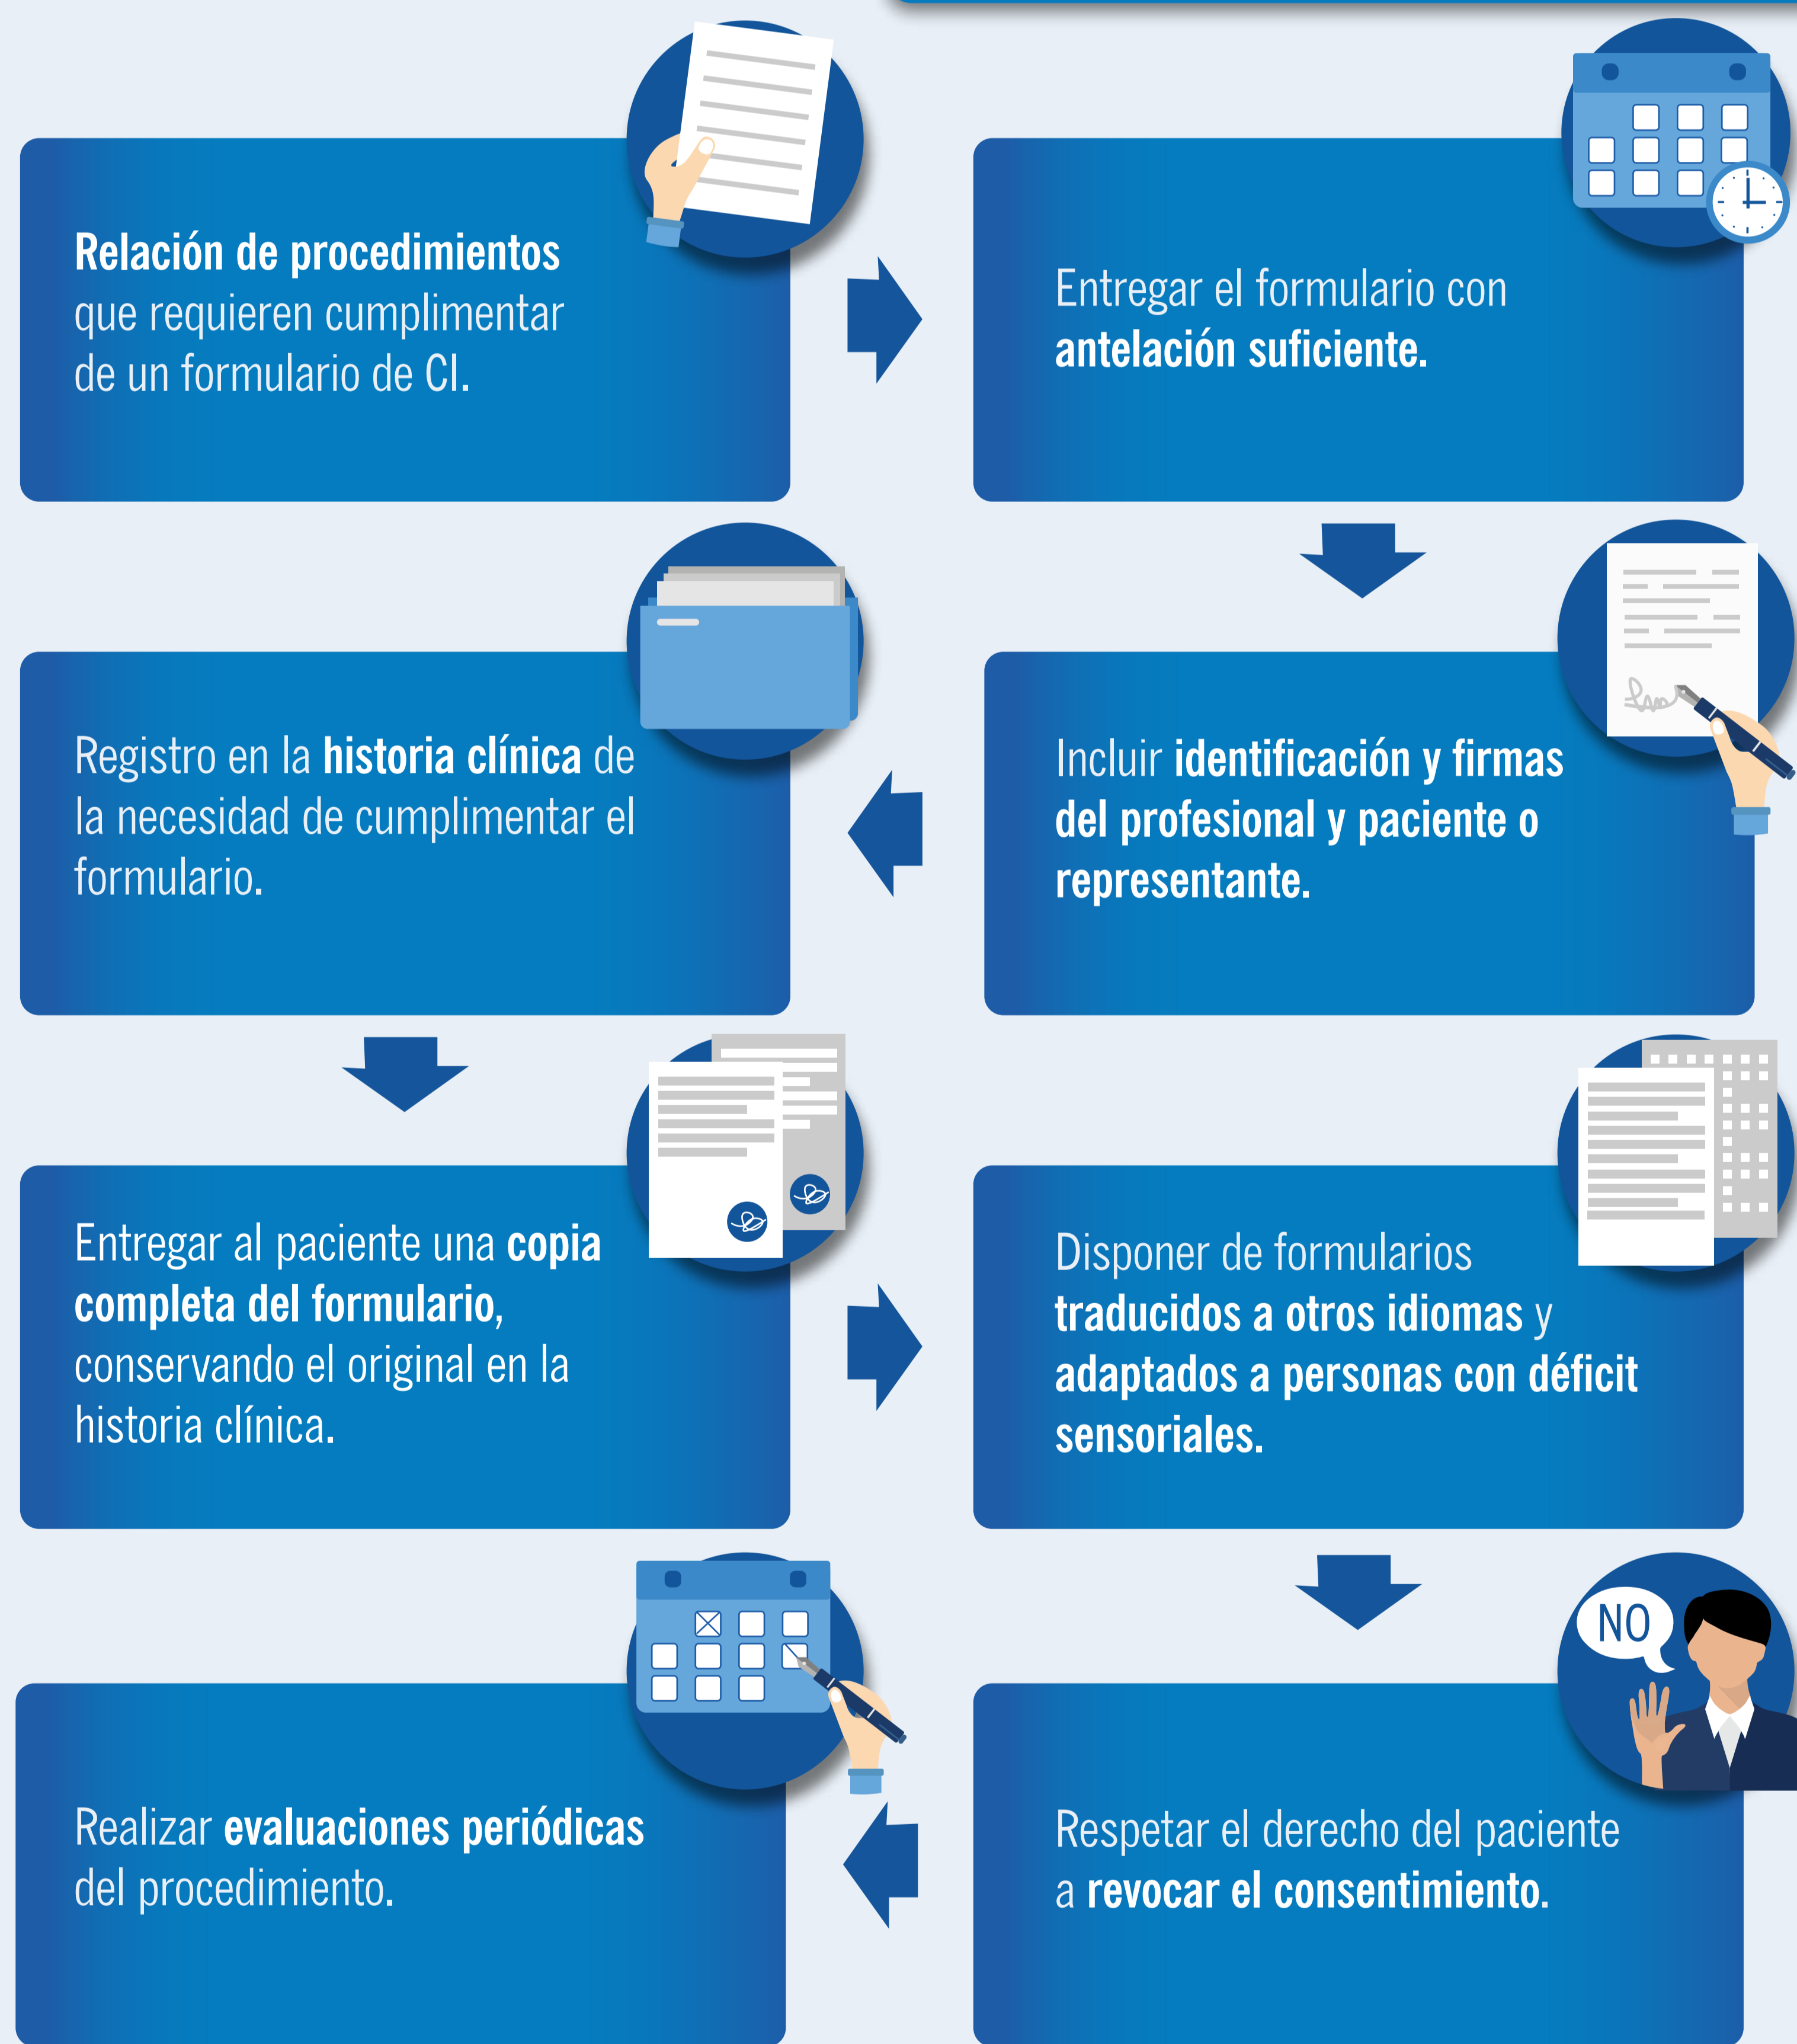 Relación de procedimientos
que requieren cumplimentar
de un formulario de CI.
Entregar el formulario con
antelación suficiente.
Incluir identificación y firmas
del profesional y paciente o
representante.
Registro en la historia clínica de
la necesidad de cumplimentar el
formulario.
Entregar al paciente una copia
completa del formulario,
conservando el original en la
historia clínica.
Disponer de formularios
traducidos a otros idiomas y
adaptados a personas con déficit
sensoriales.
NO
Respetar el derecho del paciente
a revocar el consentimiento.
Realizar evaluaciones periódicas
del procedimiento.